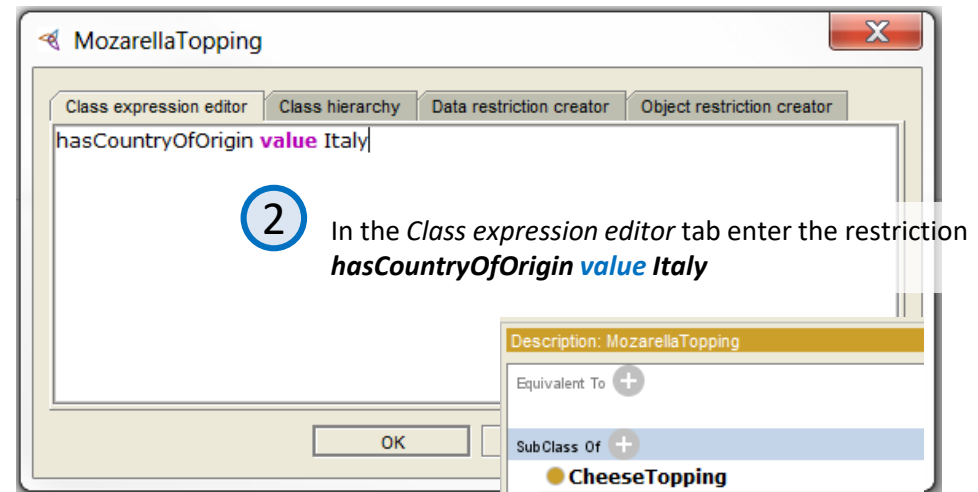 MozarellaTopping
Class expression editor Class hierarchy Data restriction creator Object restriction creator
hasCountryOfOrigin value Italy
2
In the Class expression editor tab enter the restriction
hasCountryOfOrigin value Italy
Description: MozarellaTopping
Equivalent To
OK
SubClass Of
CheeseTopping